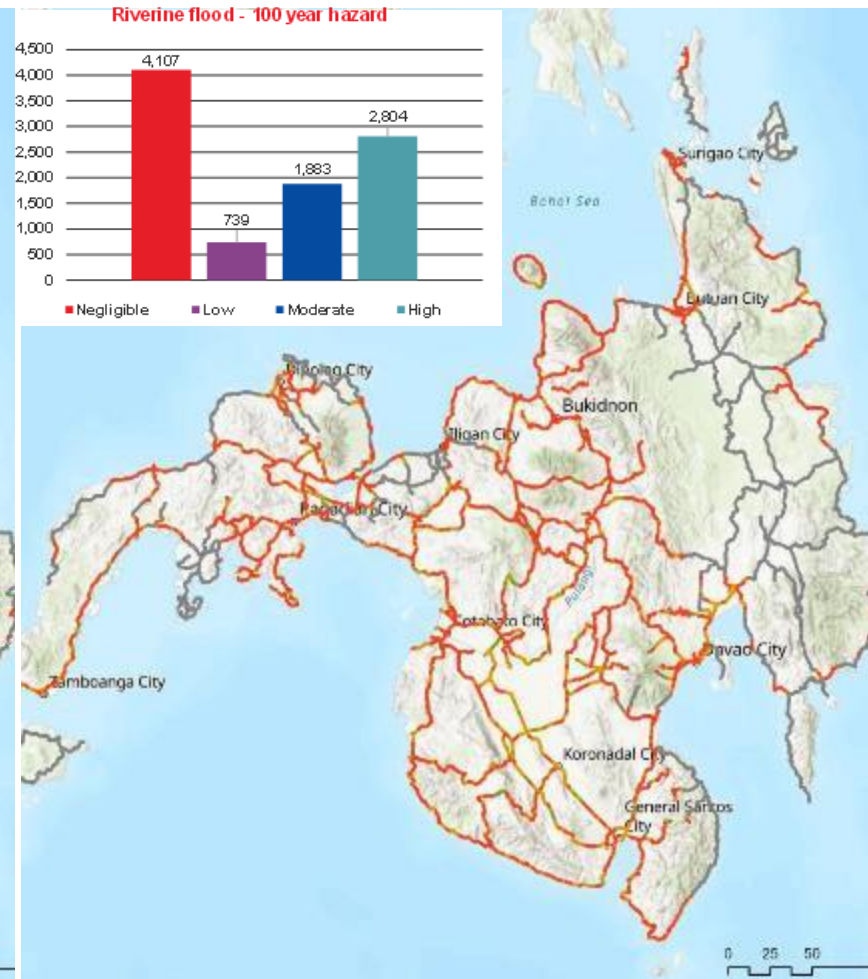 Riverine flood - 100 year hazard
4,500
4,000
3,500
3,000
2,500
2,000
1,500
1,000
500
0
4,107
739
1,883
2,804
Negligible
Low
Moderate
High
Surigao City
Bohol Sea
Butuan City
Dipolog City
Bukidnon
Iligan City
Pagadian City
Pulangi
Cotabato City
Davao City
Zamboanga City
Koronadal City
General Santos
City
0 25 50